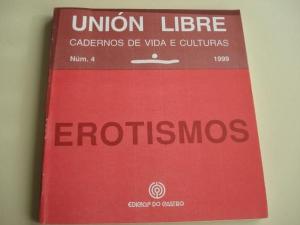 UNIÓN LIBRE
CADERNOS DE VIDA E CULTURAS
Núm. 4 1999
EROTISMOS
EDICIÓS DO CASTRO